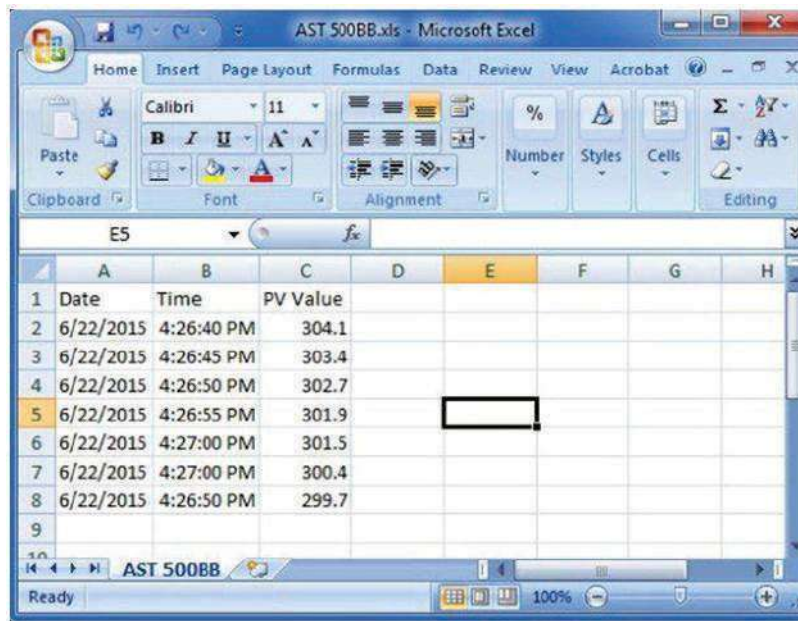 AST 500BB.xls - Microsoft Excel
Home Insert Page Layout Formulas Data Review View Acrobat
Calibri 11
Paste B I U A A % A Σ
Number Styles Cells
Clipboard Font Alignment Editing
E5 fx
A B C D E F G H
1 Date Time PV Value
2 6/22/2015 4:26:40 PM 304.1
3 6/22/2015 4:26:45 PM 303.4
4 6/22/2015 4:26:50 PM 302.7
5 6/22/2015 4:26:55 PM 301.9
6 6/22/2015 4:27:00 PM 301.5
7 6/22/2015 4:27:00 PM 300.4
8 6/22/2015 4:26:50 PM 299.7
9
10
AST 500BB
Ready 100%